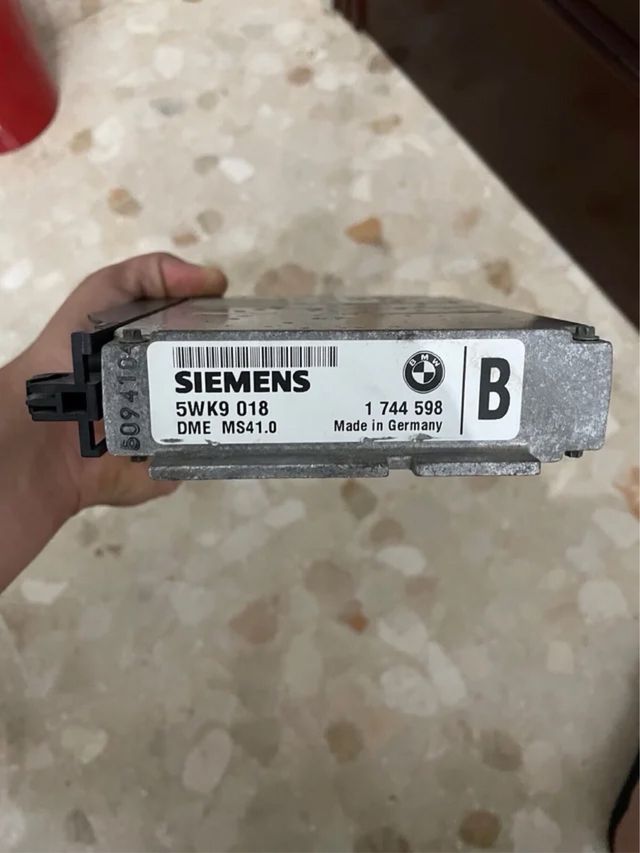 SIEMENS
5WK9 018
DME MS41.0
BMW
1 744 598
Made in Germany
B